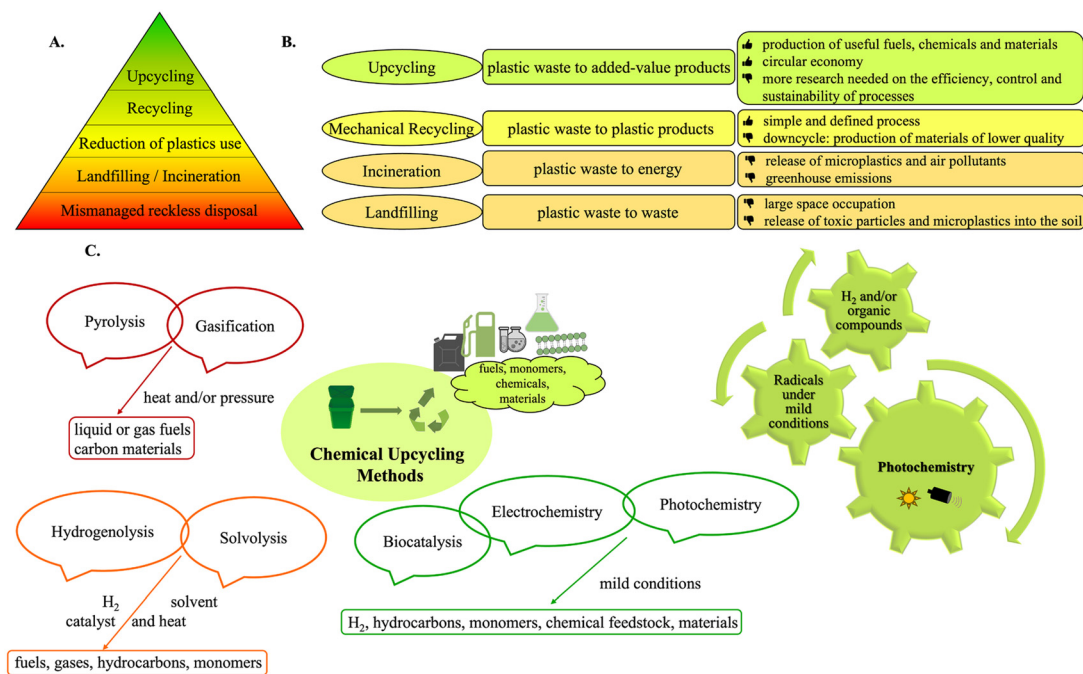 A.
Upcycling
Recycling
Reduction of plastics use
Landfilling / Incineration
Mismanaged reckless disposal
B.
Upcycling
plastic waste to added-value products
production of useful fuels, chemicals and materials
circular economy
more research needed on the efficiency, control and
sustainability of processes
Mechanical Recycling
plastic waste to plastic products
simple and defined process
downcycle: production of materials of lower quality
Incineration
plastic waste to energy
release of microplastics and air pollutants
greenhouse emissions
Landfilling
plastic waste to waste
large space occupation
release of toxic particles and microplastics into the soil
C.
Pyrolysis
Gasification
heat and/or pressure
liquid or gas fuels
carbon materials
fuels, monomers,
chemicals,
materials
Chemical Upcycling
Methods
Hydrogenolysis
Solvolysis
H2
catalyst
solvent
and heat
fuels, gases, hydrocarbons, monomers
Biocatalysis
Electrochemistry
Photochemistry
mild conditions
H2, hydrocarbons, monomers, chemical feedstock, materials
H2 and/or
organic
compounds
Radicals
under
mild
conditions
Photochemistry